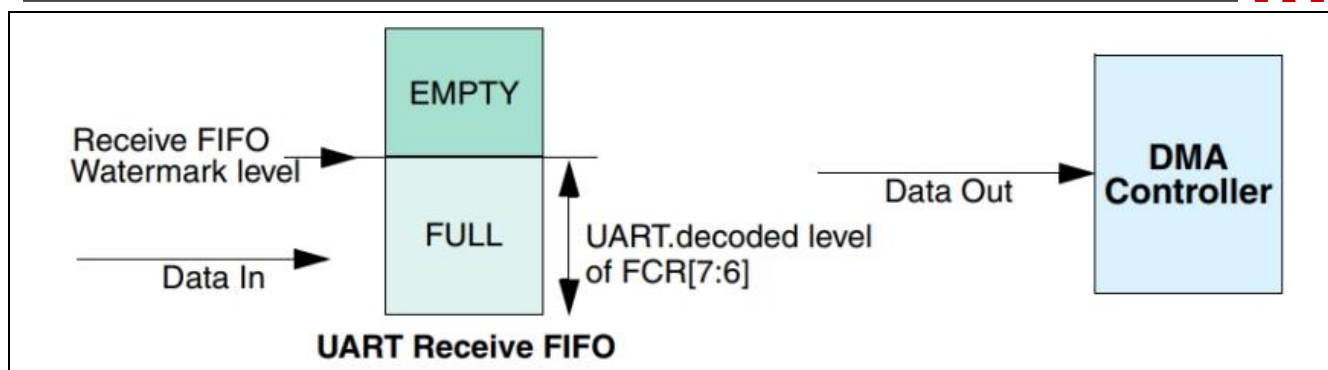 EMPTY
Receive FIFO
Watermark level
FULL
Data In
UART.decoded level
of FCR[7:6]
UART Receive FIFO
Data Out
DMA
Controller